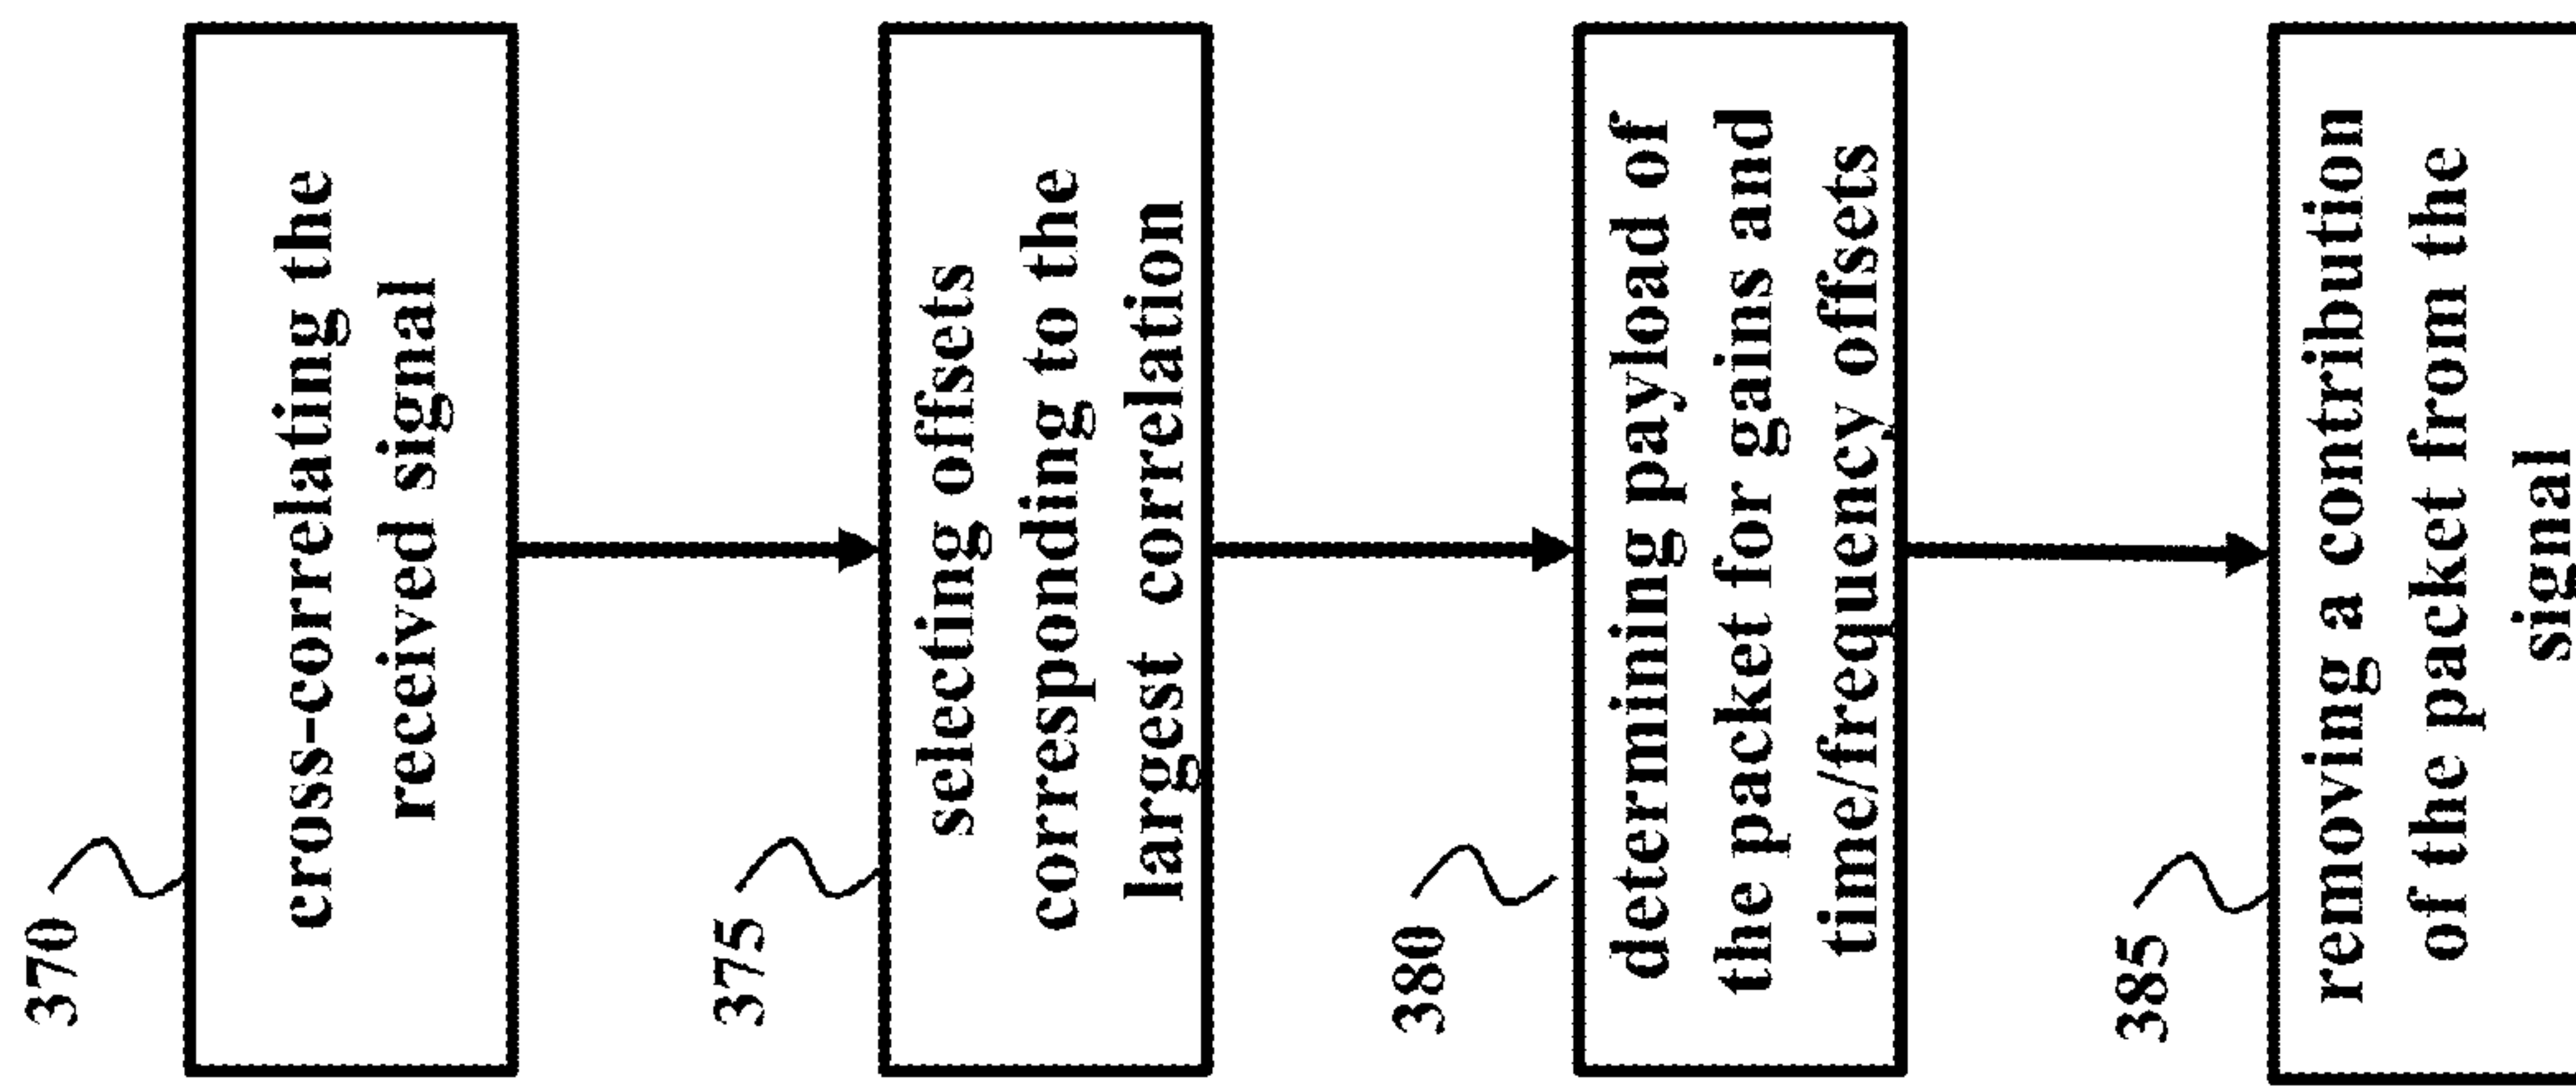 370
cross-correlating the
received signal
375
selecting offsets
corresponding to the
largest correlation
380
determining payload of
the packet for gains and
time/frequency offsets
385
removing a contribution
of the packet from the
signal